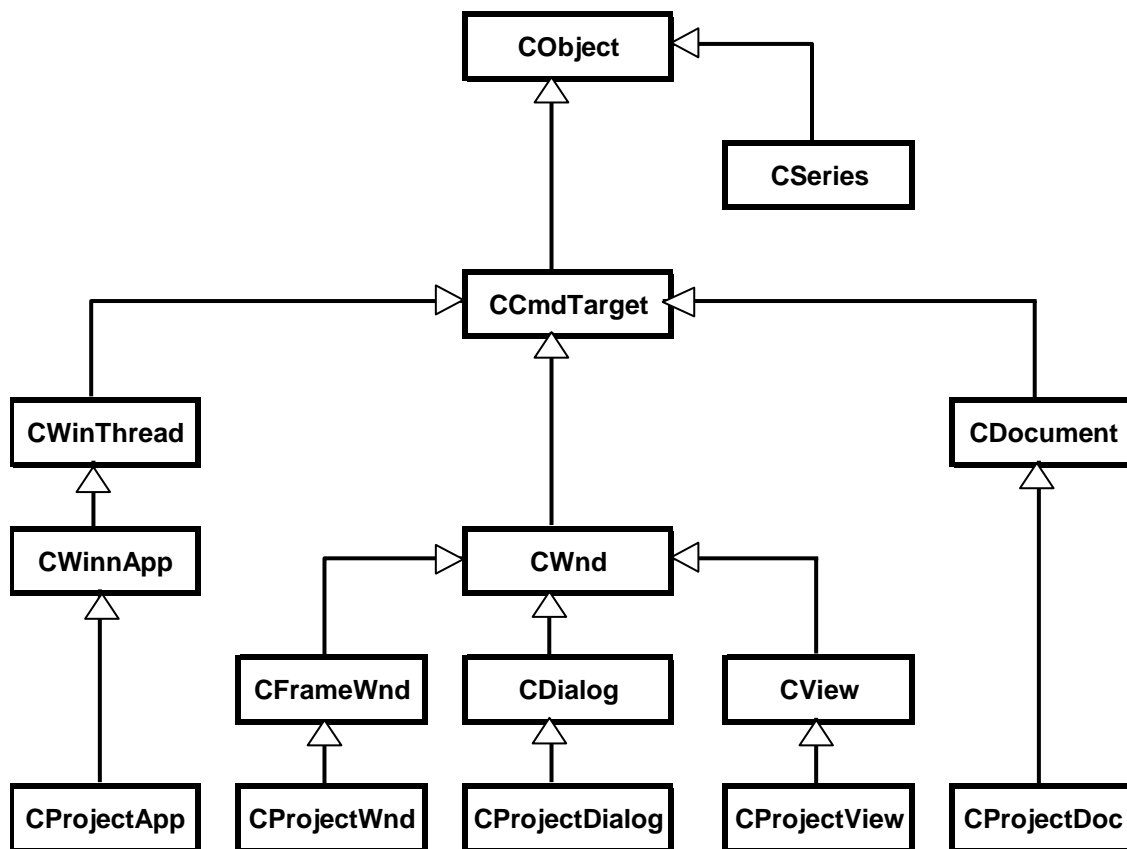 CObject
CSeries
CCmdTarget
CWinThread
CDocument
CWinnApp
CWnd
CFrameWnd
CDialog
CView
CProjectApp
CProjectWnd
CProjectDialog
CProjectView
CProjectDoc